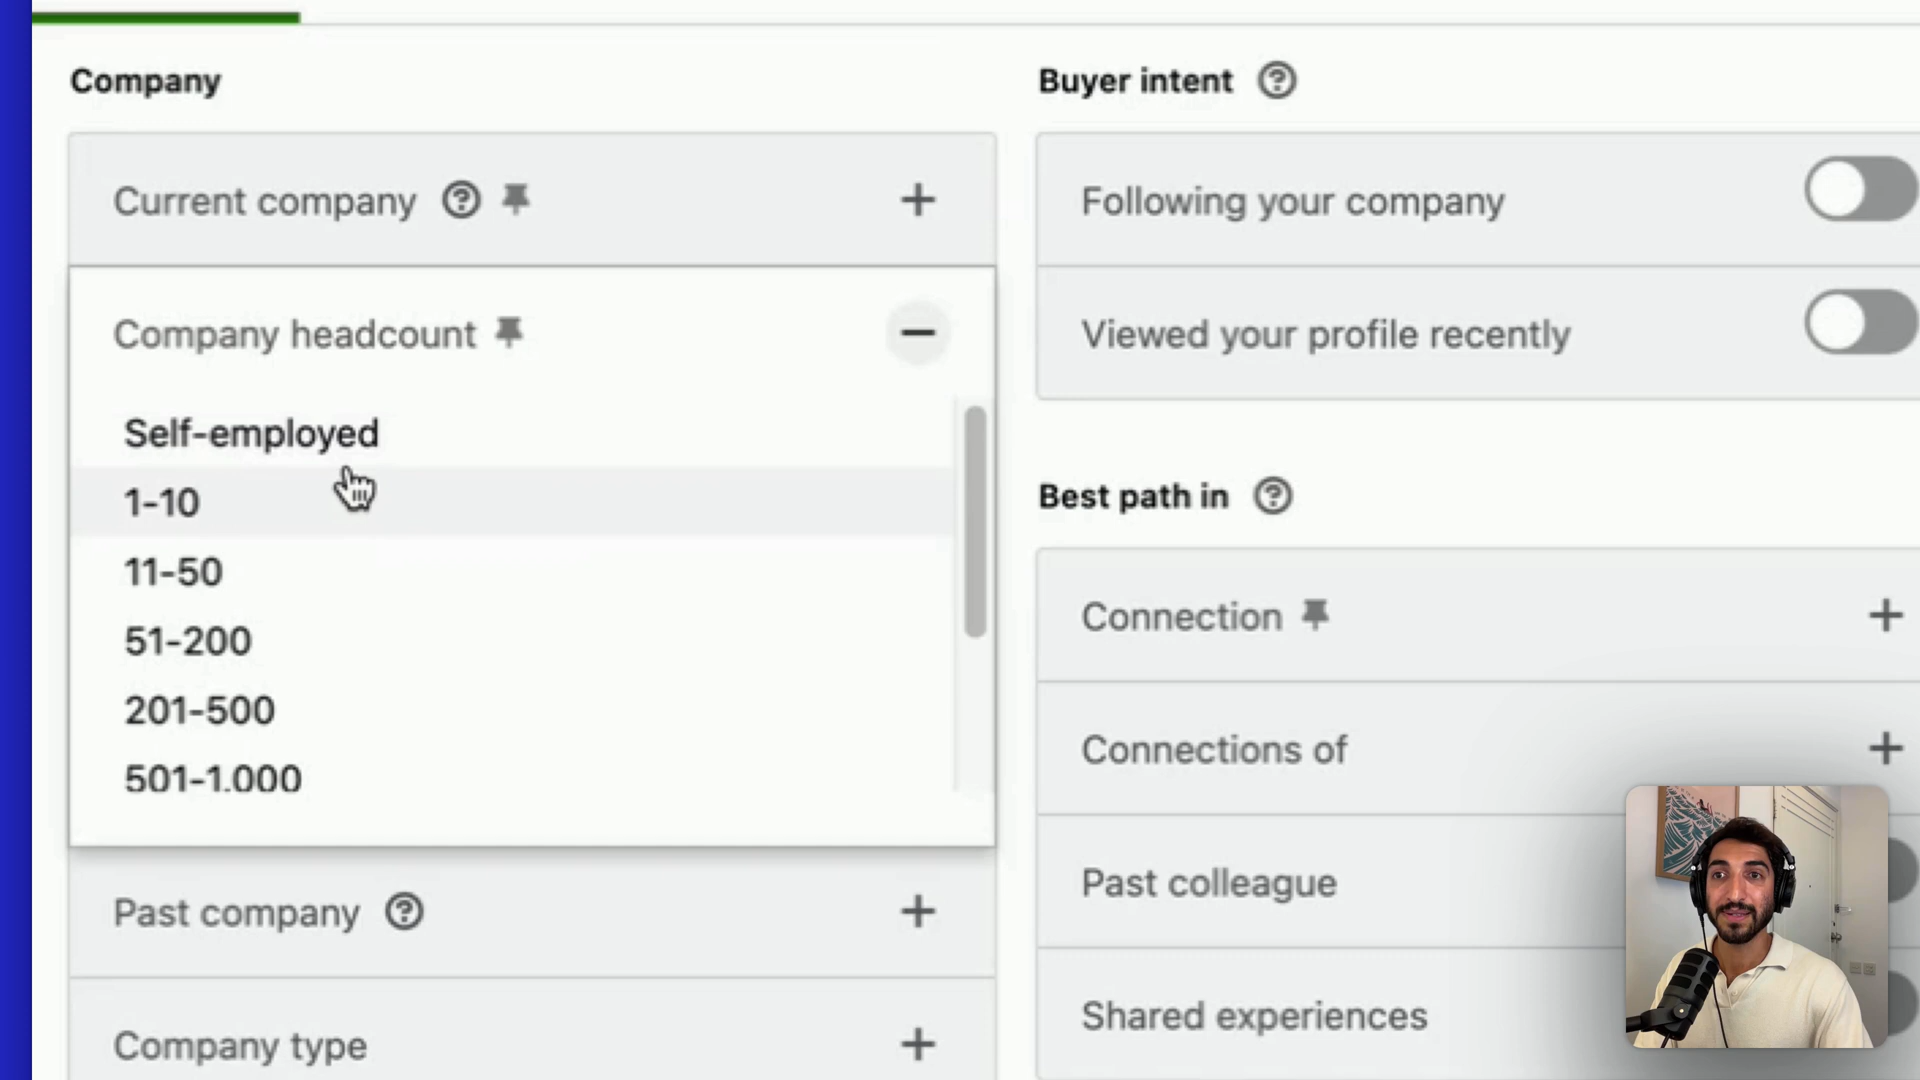 Company
Current company
Company headcount
Self-employed
1-10
11-50
51-200
201-500
501-1.000
Past company
Company type
Buyer intent
Following your company
Viewed your profile recently
Best path in
Connection
Connections of
Past colleague
Shared experiences